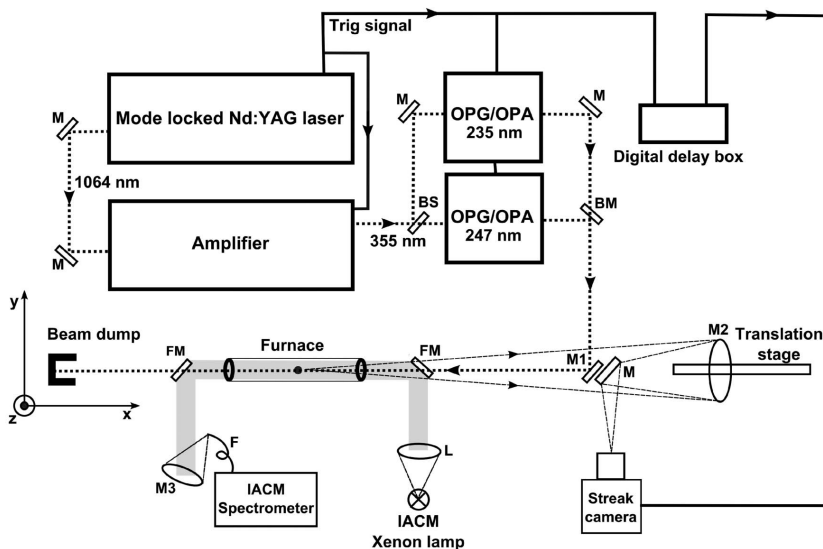 Trig signal
M
Mode locked Nd:YAG laser
M
OPG/OPA
235 nm
M
Digital delay box
1064 nm
M
Amplifier
355 nm
BS
OPG/OPA
247 nm
BM
y
Beam dump
FM
Furnace
FM
M1
M
M2
Translation
stage
z
x
M3
F
IACM
Spectrometer
L
IACM
Xenon lamp
Streak
camera